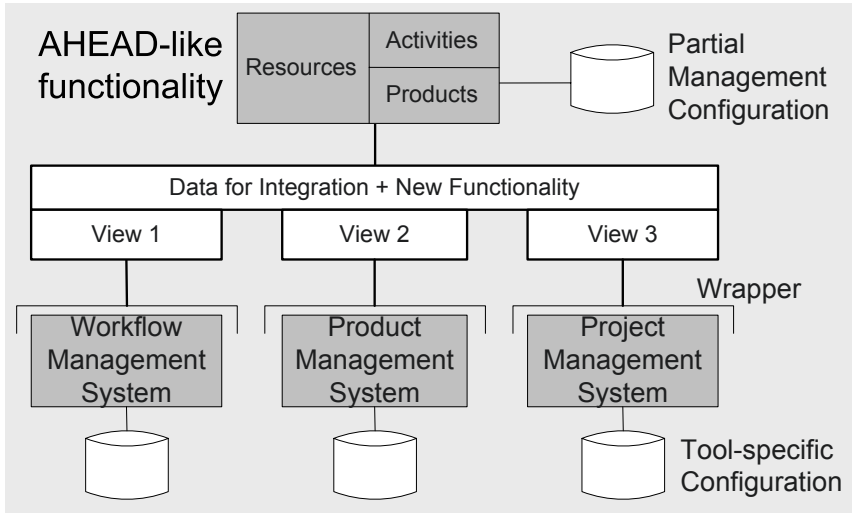 AHEAD-like
functionality
Resources
Activities
Products
Partial
Management
Configuration
Data for Integration + New Functionality
View 1
View 2
View 3
Wrapper
Workflow
Management
System
Product
Management
System
Project
Management
System
Tool-specific
Configuration